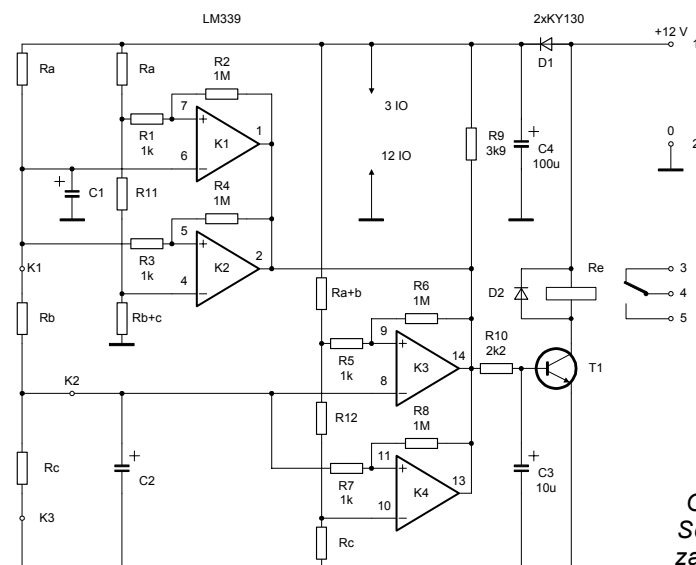 LM339
2xKY130
+12 V
1
D1
Ra
Ra
R2
1M
7
+
R1
1k
K1
1
6
−
3 IO
R9
3k9
+
C4
100u
0
2
+
C1
R11
12 IO
R4
1M
5
+
R3
1k
K2
2
4
−
K1
Rb
Rb+c
Ra+b
R6
1M
D2
Re
3
4
5
9
+
R5
1k
K3
14
R10
2k2
T1
8
−
K2
R12
R8
1M
Rc
+
C2
11
+
R7
1k
K4
13
+
C3
10u
10
−
K3
Rc
za